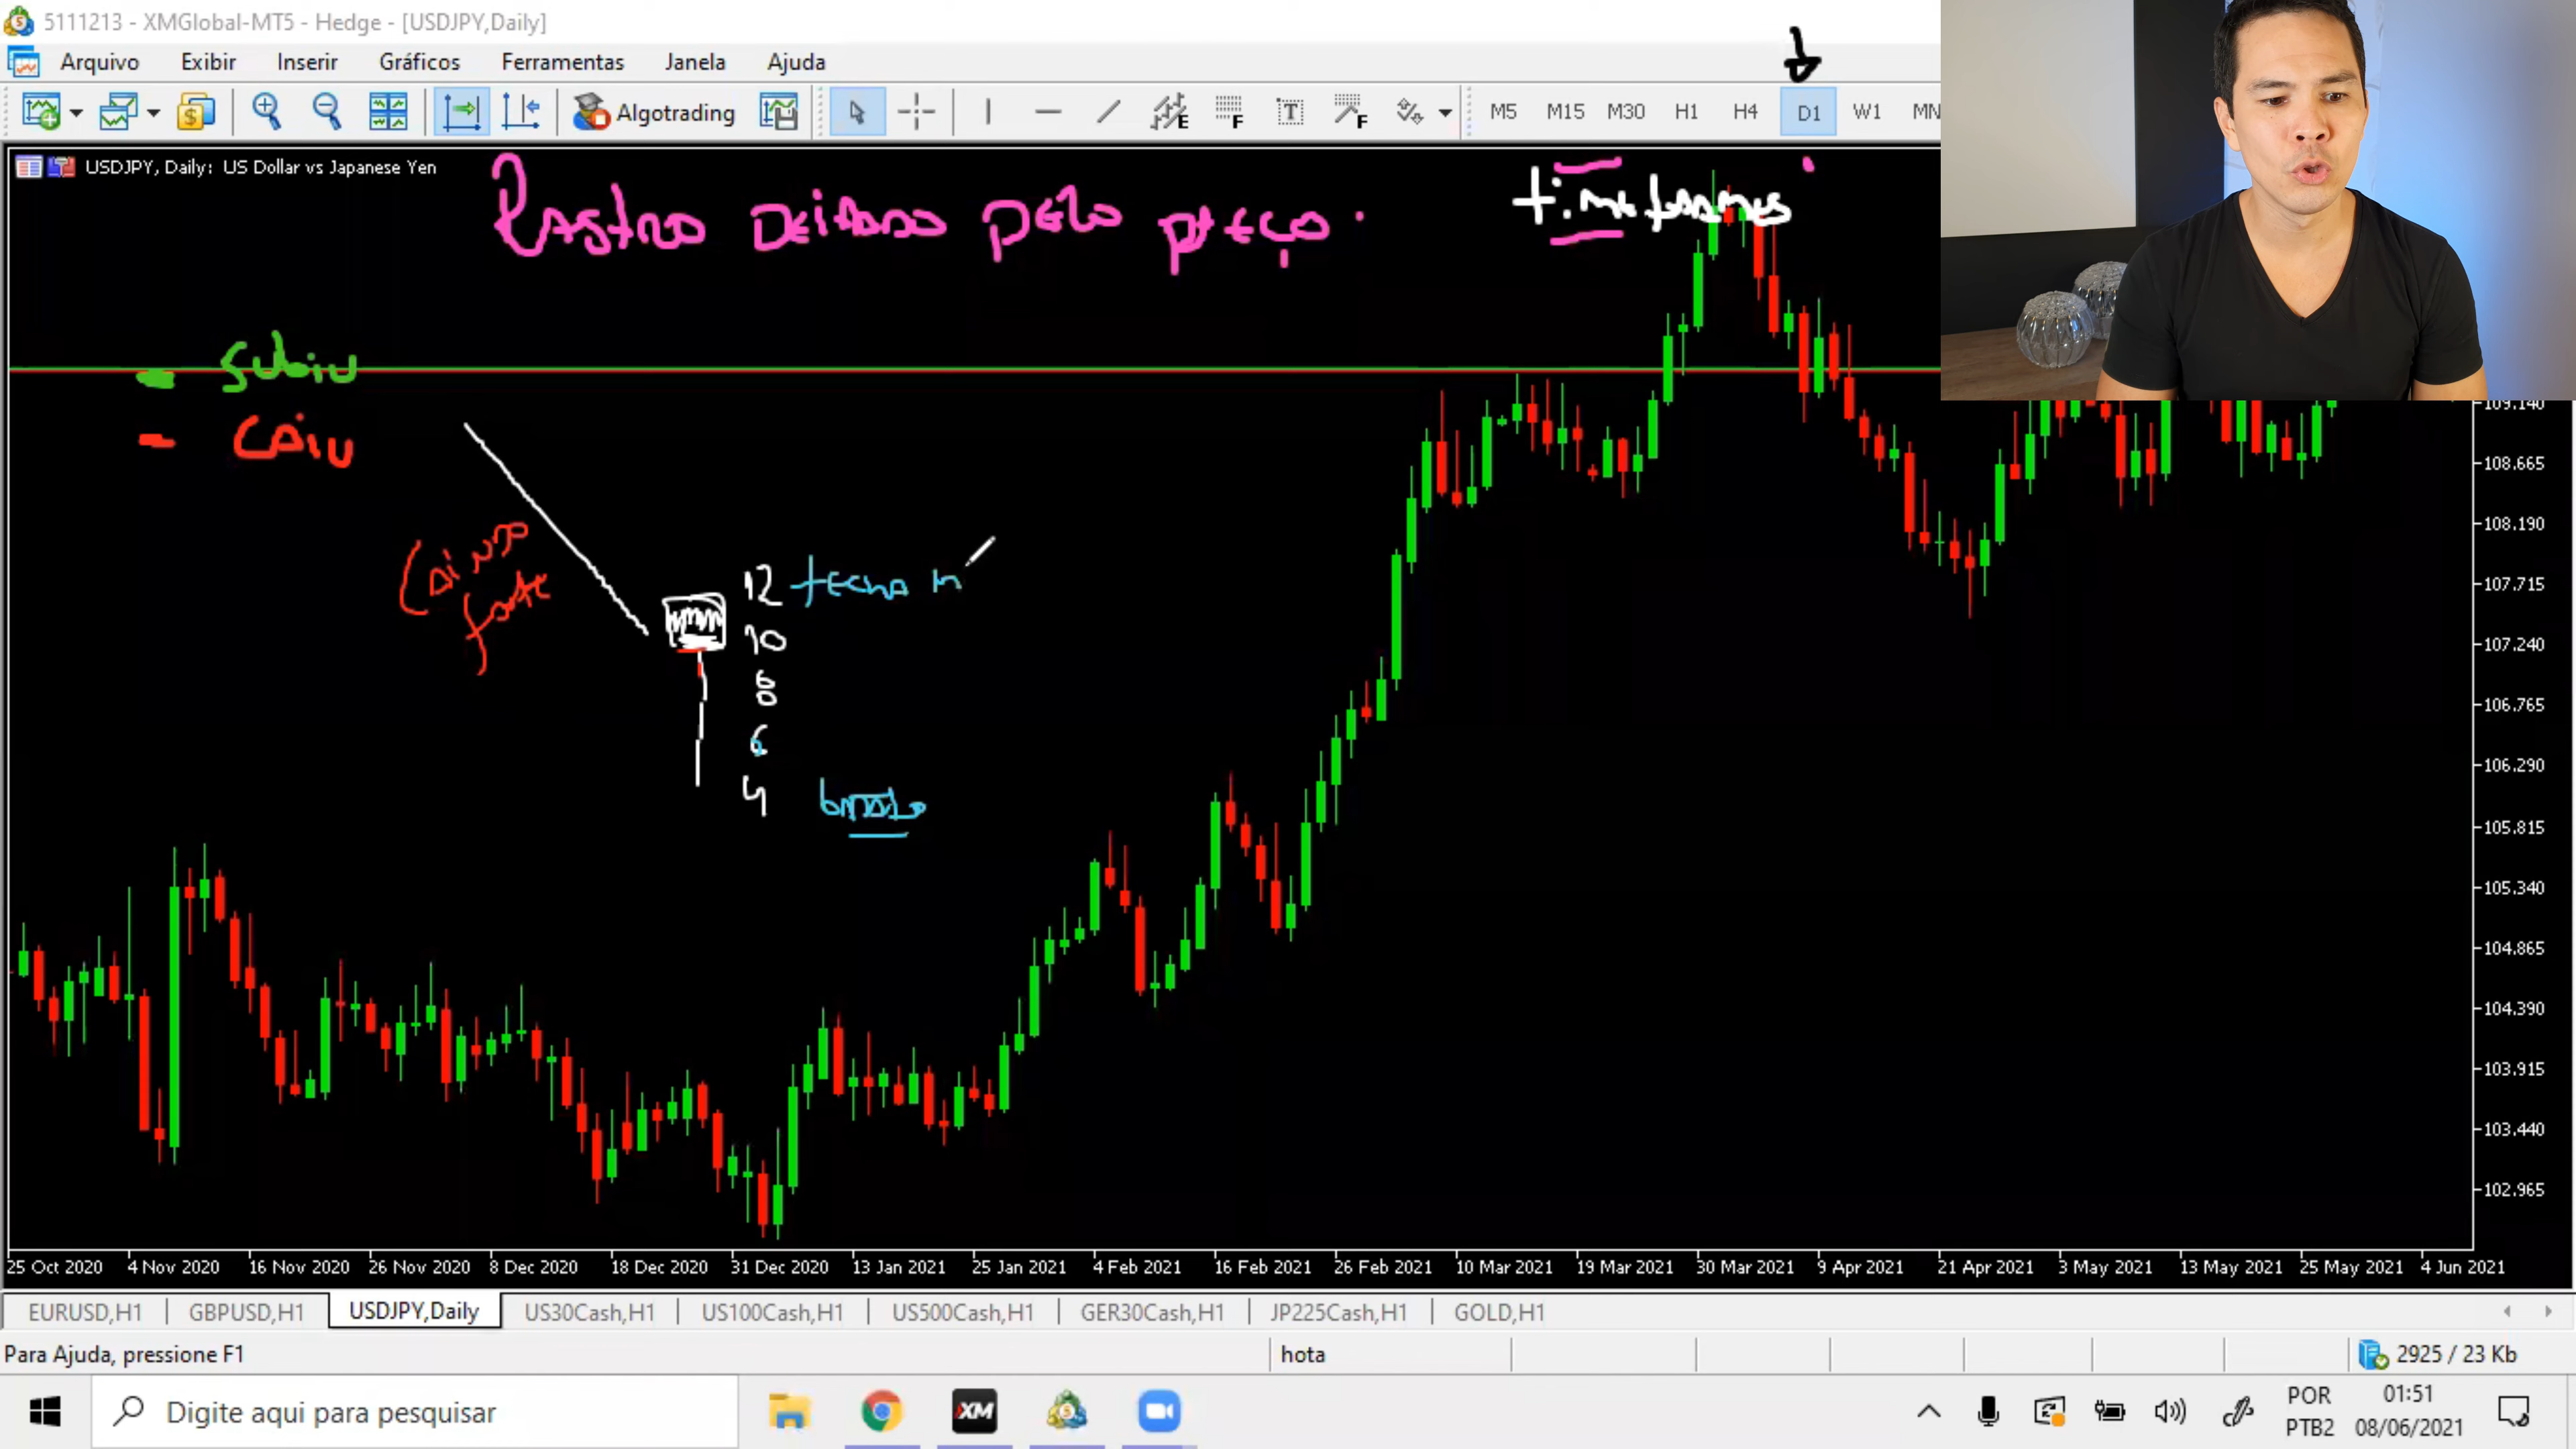 5111213 - XMGlobal-MT5 - Hedge - [USDJPY,Daily]
Arquivo Exibir Inserir Gráficos Ferramentas Janela Ajuda
Algotrading E F T F M5 M15 M30 H1 H4 D1 W1 MN
USDJPY, Daily: US Dollar vs Japanese Yen
Rastro deixado pelo preço.
timeframes
subiu
caiu
caindo
forte
12 fecha
10
8
6
4
109.140
108.665
108.190
107.715
107.240
106.765
106.290
105.815
105.340
104.865
104.390
103.915
103.440
102.965
25 Oct 2020 4 Nov 2020 16 Nov 2020 26 Nov 2020 8 Dec 2020 18 Dec 2020 31 Dec 2020 13 Jan 2021 25 Jan 2021 4 Feb 2021 16 Feb 2021 26 Feb 2021 10 Mar 2021 19 Mar 2021 30 Mar 2021 9 Apr 2021 21 Apr 2021 3 May 2021 13 May 2021 25 May 2021 4 Jun 2021
EURUSD,H1 GBPUSD,H1 USDJPY,Daily US30Cash,H1 US100Cash,H1 US500Cash,H1 GER30Cash,H1 JP225Cash,H1 GOLD,H1
Para Ajuda, pressione F1 hota 2925 / 23 Kb
Digite aqui para pesquisar XM POR 01:51
PTB2 08/06/2021